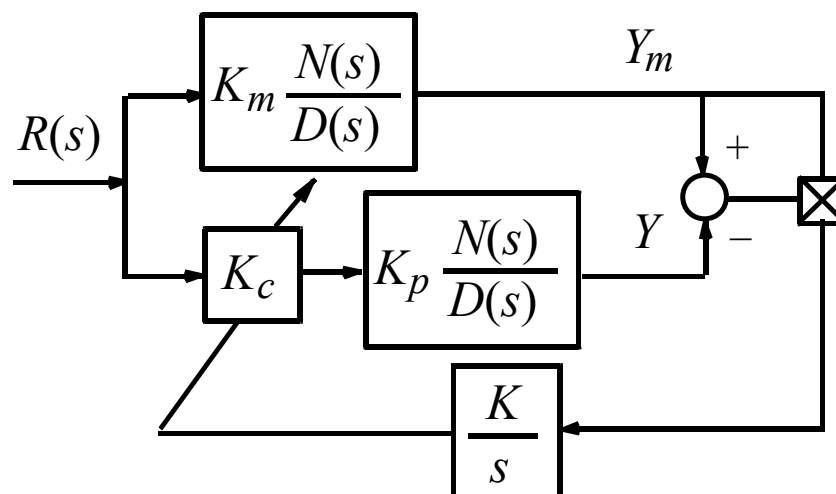 Y_m
K_m N(s)/D(s)
R(s)
+
K_c
K_p N(s)/D(s)
Y
−
K/s